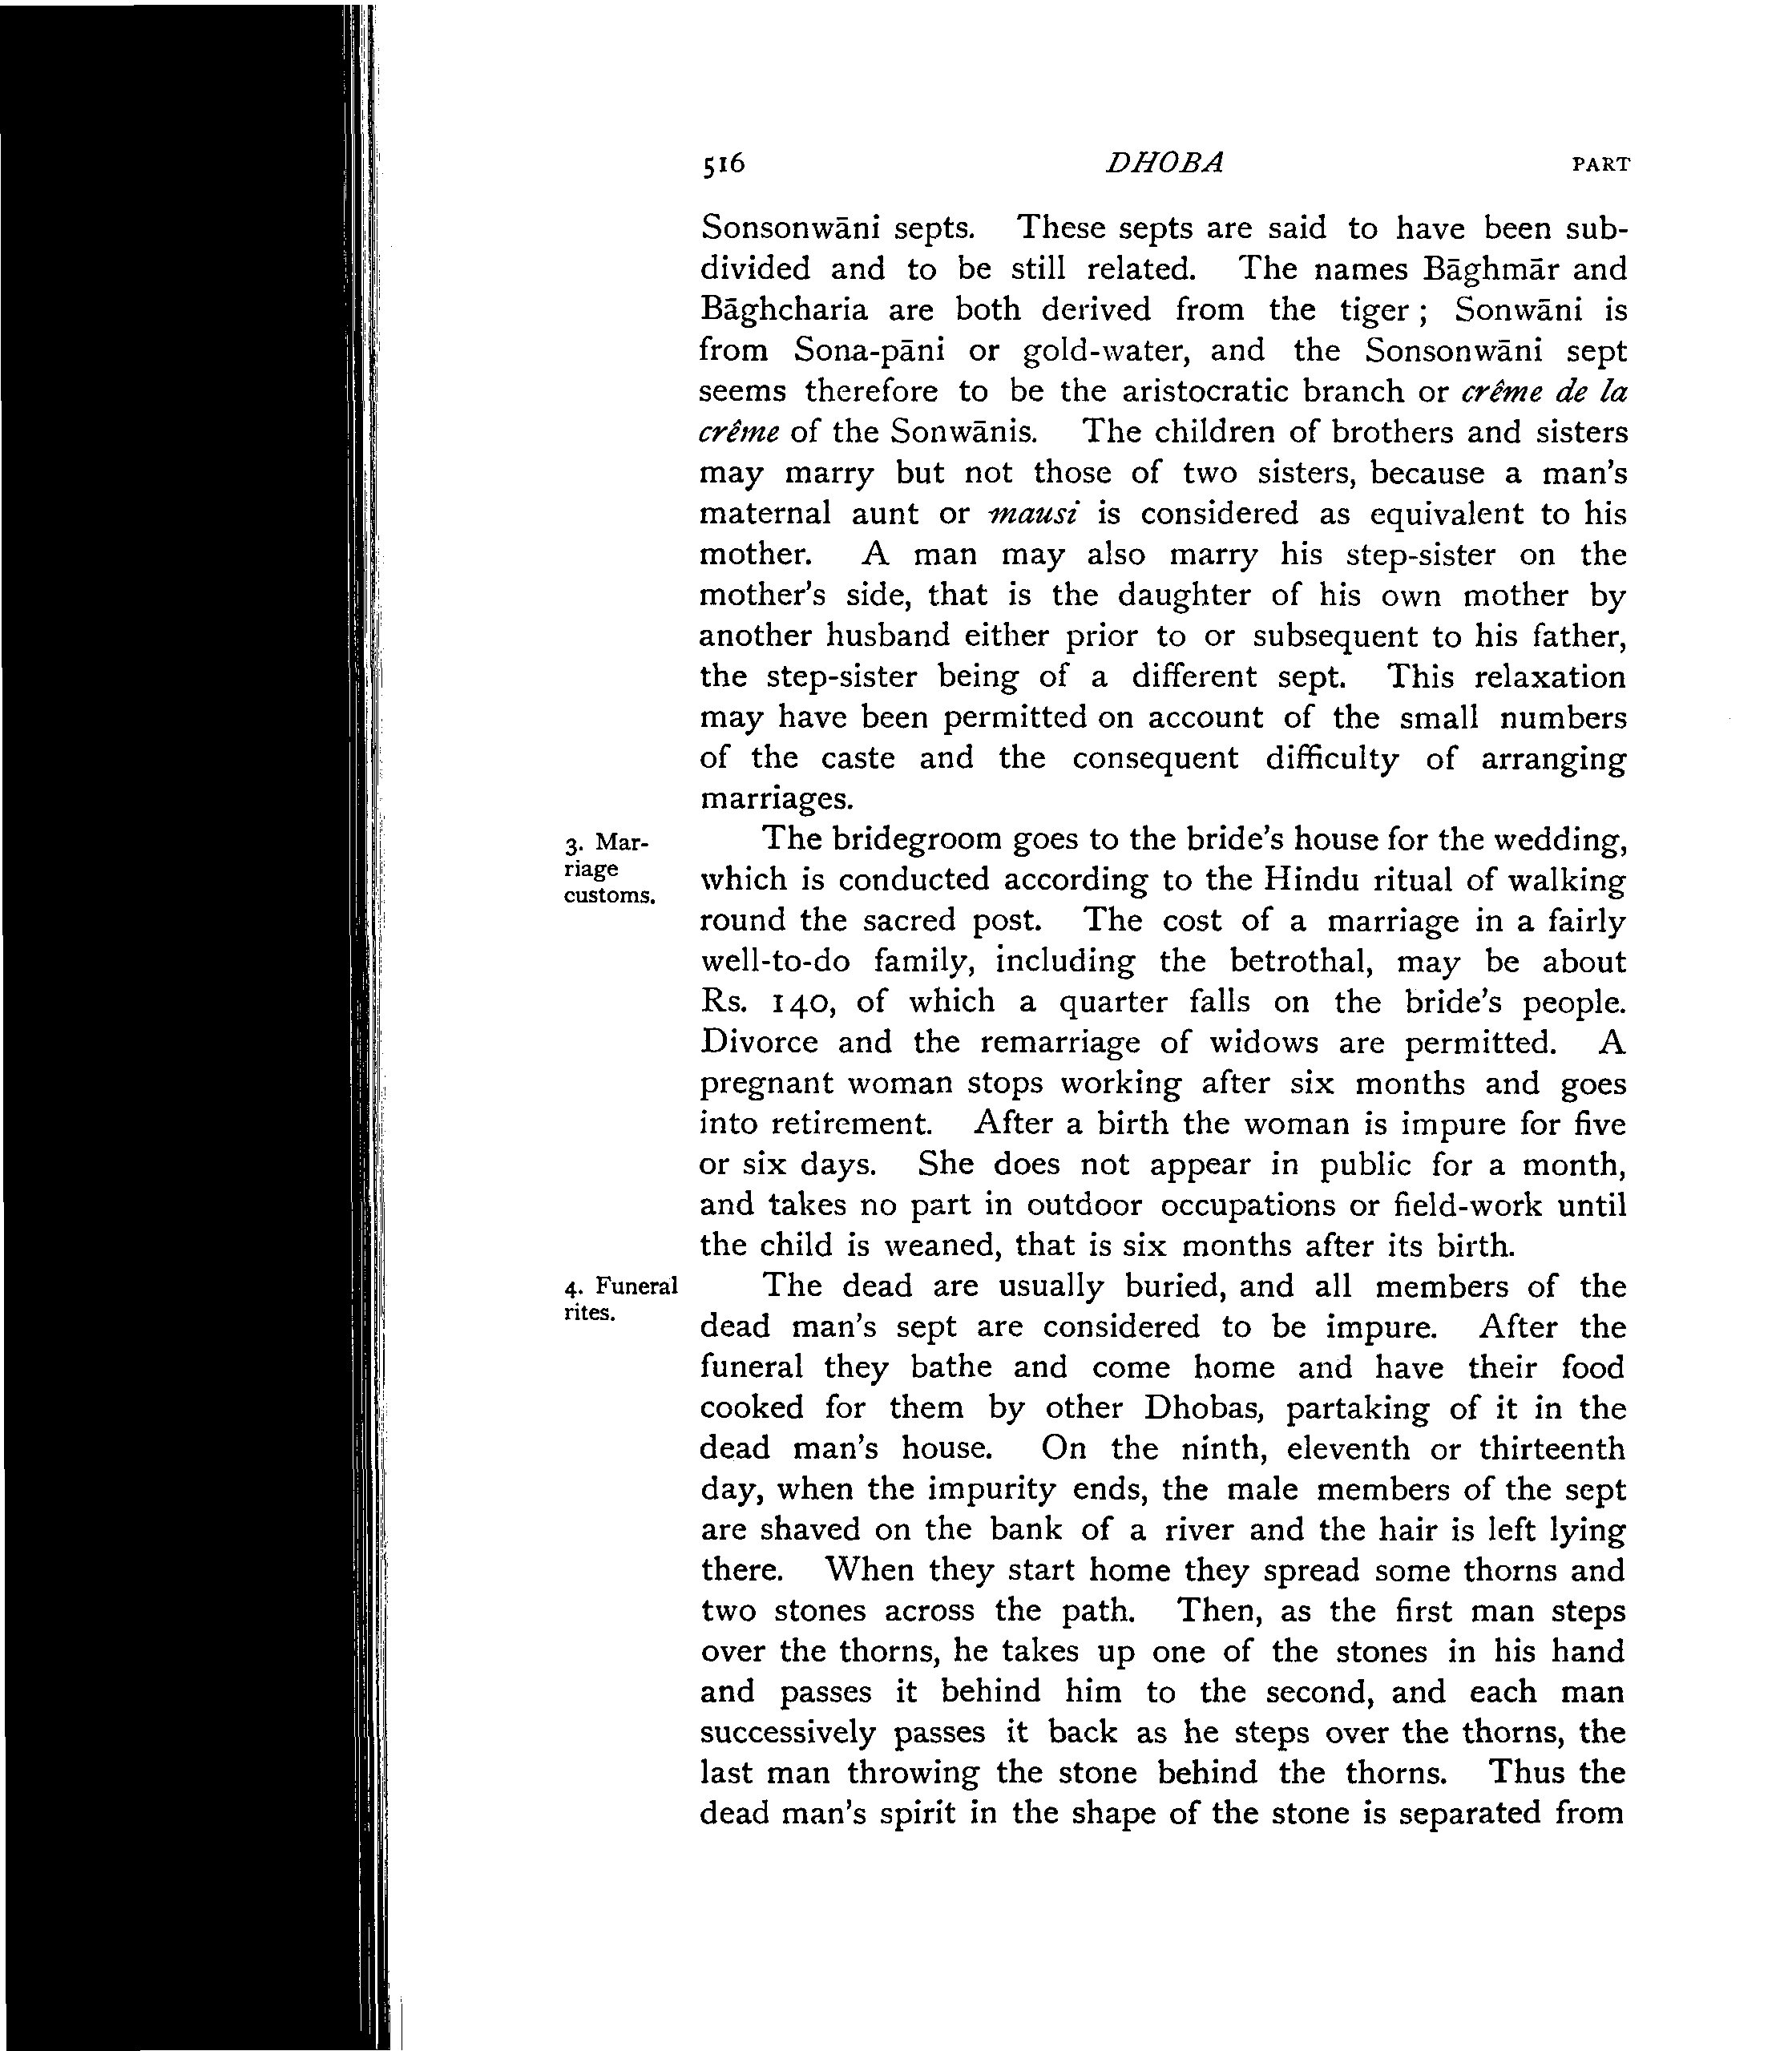 516 DHOBA PART
Sonsonwāni septs. These septs are said to have been sub-
divided and to be still related. The names Bāghmār and
Bāghcharia are both derived from the tiger ; Sonwāni is
from Sona-pāni or gold-water, and the Sonsonwāni sept
seems therefore to be the aristocratic branch or crême de la
crême of the Sonwānis. The children of brothers and sisters
may marry but not those of two sisters, because a man's
maternal aunt or mausi is considered as equivalent to his
mother. A man may also marry his step-sister on the
mother's side, that is the daughter of his own mother by
another husband either prior to or subsequent to his father,
the step-sister being of a different sept. This relaxation
may have been permitted on account of the small numbers
of the caste and the consequent difficulty of arranging
marriages.
3. Mar-
riage
customs.
The bridegroom goes to the bride's house for the wedding,
which is conducted according to the Hindu ritual of walking
round the sacred post. The cost of a marriage in a fairly
well-to-do family, including the betrothal, may be about
Rs. 140, of which a quarter falls on the bride's people.
Divorce and the remarriage of widows are permitted. A
pregnant woman stops working after six months and goes
into retirement. After a birth the woman is impure for five
or six days. She does not appear in public for a month,
and takes no part in outdoor occupations or field-work until
the child is weaned, that is six months after its birth.
4. Funeral
rites.
The dead are usually buried, and all members of the
dead man's sept are considered to be impure. After the
funeral they bathe and come home and have their food
cooked for them by other Dhobas, partaking of it in the
dead man's house. On the ninth, eleventh or thirteenth
day, when the impurity ends, the male members of the sept
are shaved on the bank of a river and the hair is left lying
there. When they start home they spread some thorns and
two stones across the path. Then, as the first man steps
over the thorns, he takes up one of the stones in his hand
and passes it behind him to the second, and each man
successively passes it back as he steps over the thorns, the
last man throwing the stone behind the thorns. Thus the
dead man's spirit in the shape of the stone is separated from